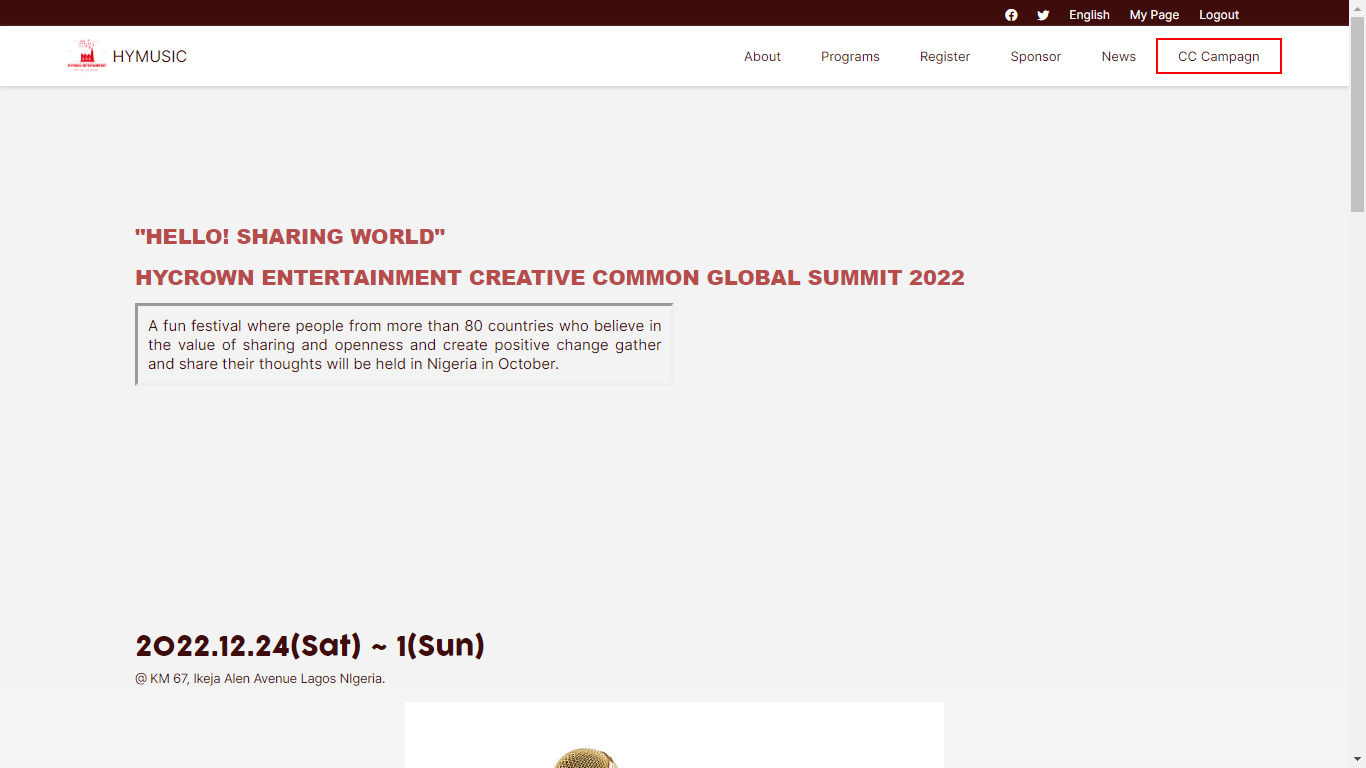 English My Page Logout
HYMUSIC
About Programs Register Sponsor News CC Campagn
"HELLO! SHARING WORLD"
HYCROWN ENTERTAINMENT CREATIVE COMMON GLOBAL SUMMIT 2022
A fun festival where people from more than 80 countries who believe in
the value of sharing and openness and create positive change gather
and share their thoughts will be held in Nigeria in October.
2022.12.24(Sat) ~ 1(Sun)
@ KM 67, Ikeja Alen Avenue Lagos NIgeria.